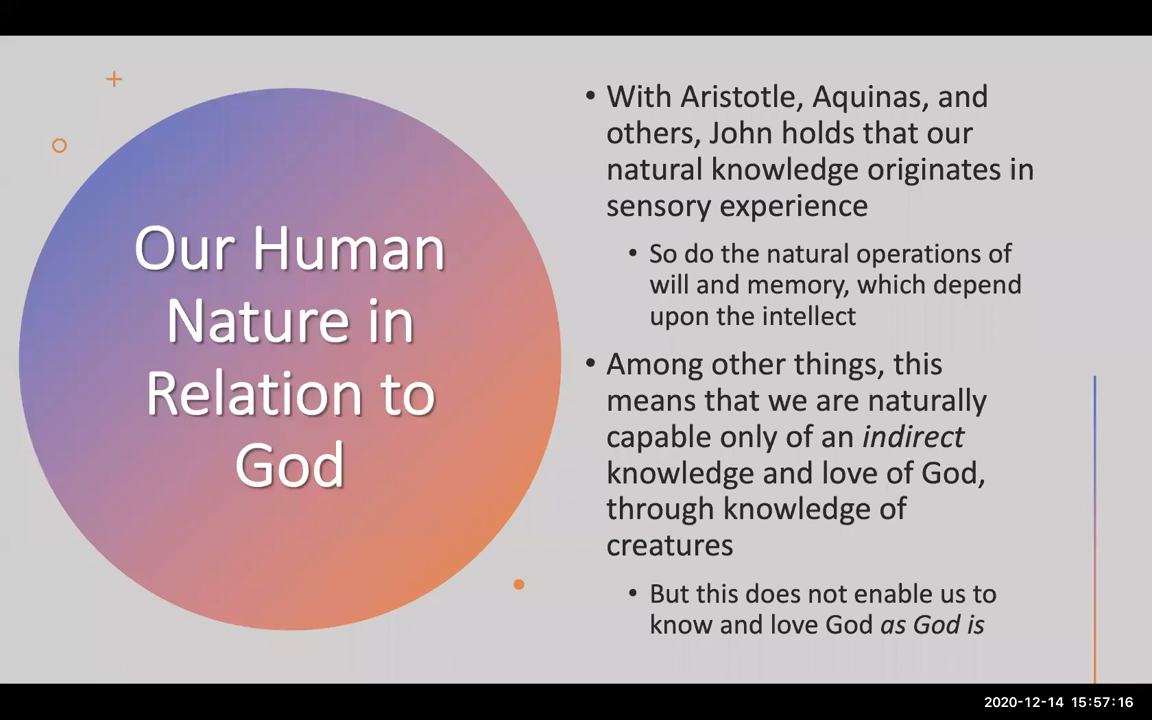 Our Human
Nature in
Relation to
God
• With Aristotle, Aquinas, and
others, John holds that our
natural knowledge originates in
sensory experience
• So do the natural operations of
will and memory, which depend
upon the intellect
• Among other things, this
means that we are naturally
capable only of an indirect
knowledge and love of God,
through knowledge of
creatures
• But this does not enable us to
know and love God as God is
2020-12-14 15:57:16